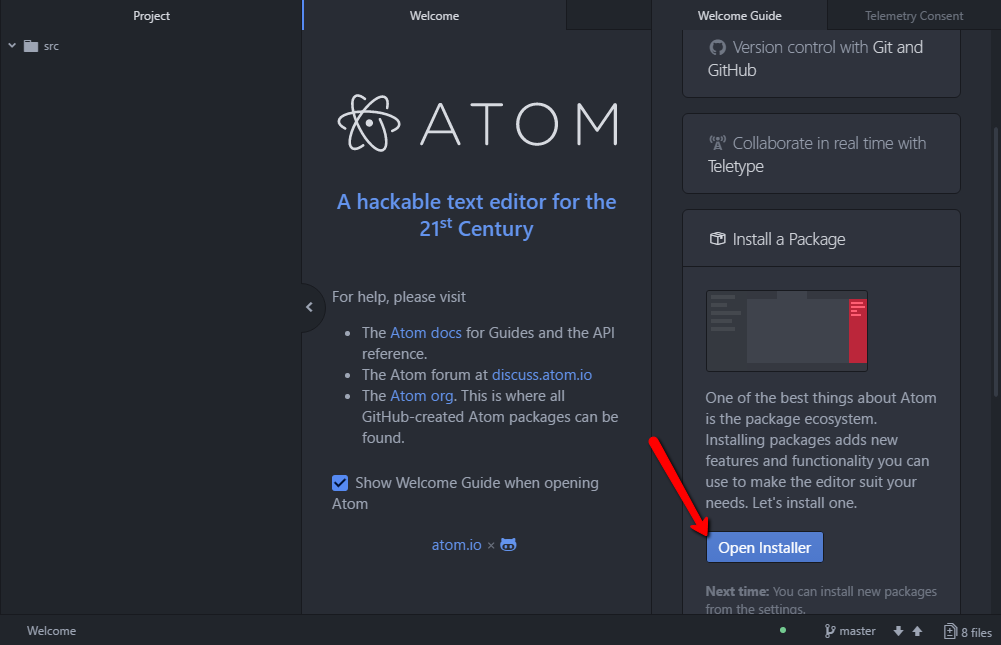 Project
Welcome
Welcome Guide
Telemetry Consent
src
ATOM
A hackable text editor for the
21st Century
For help, please visit
• The Atom docs for Guides and the API
reference.
• The Atom forum at discuss.atom.io
• The Atom org. This is where all
GitHub-created Atom packages can be
found.
Show Welcome Guide when opening
Atom
atom.io ×
Version control with Git and
GitHub
Collaborate in real time with
Teletype
Install a Package
One of the best things about Atom
is the package ecosystem.
Installing packages adds new
features and functionality you can
use to make the editor suit your
needs. Let's install one.
Open Installer
Next time: You can install new packages
from the settings.
Welcome
master
8 files